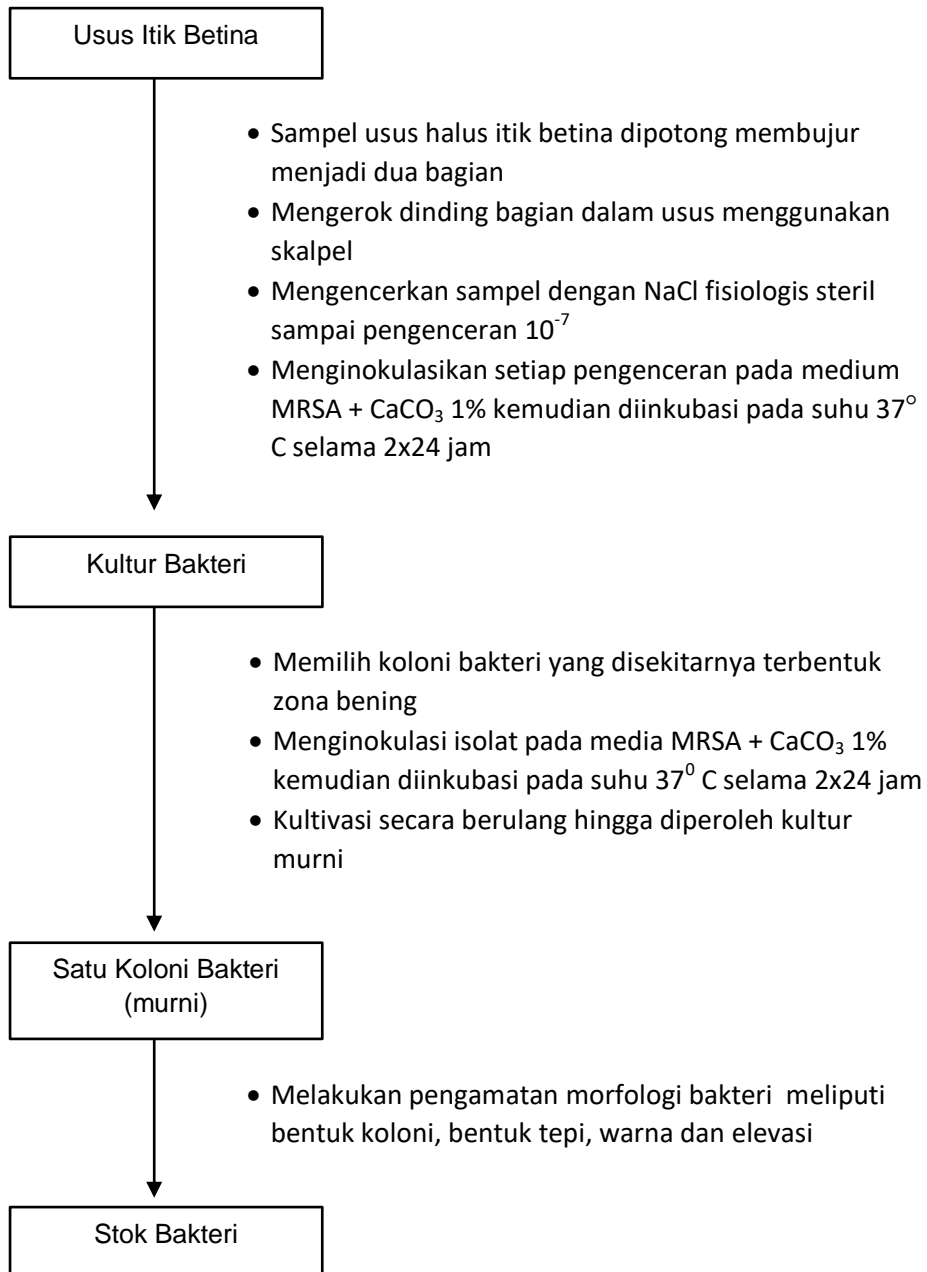 Usus Itik Betina
• Sampel usus halus itik betina dipotong membujur
menjadi dua bagian
• Mengerok dinding bagian dalam usus menggunakan
skalpel
• Mengencerkan sampel dengan NaCl fisiologis steril
sampai pengenceran 10⁻⁷
• Menginokulasikan setiap pengenceran pada medium
MRSA + CaCO₃ 1% kemudian diinkubasi pada suhu 37°
C selama 2x24 jam
Kultur Bakteri
• Memilih koloni bakteri yang disekitarnya terbentuk
zona bening
• Menginokulasi isolat pada media MRSA + CaCO₃ 1%
kemudian diinkubasi pada suhu 37⁰ C selama 2x24 jam
• Kultivasi secara berulang hingga diperoleh kultur
murni
Satu Koloni Bakteri
(murni)
• Melakukan pengamatan morfologi bakteri  meliputi
bentuk koloni, bentuk tepi, warna dan elevasi
Stok Bakteri